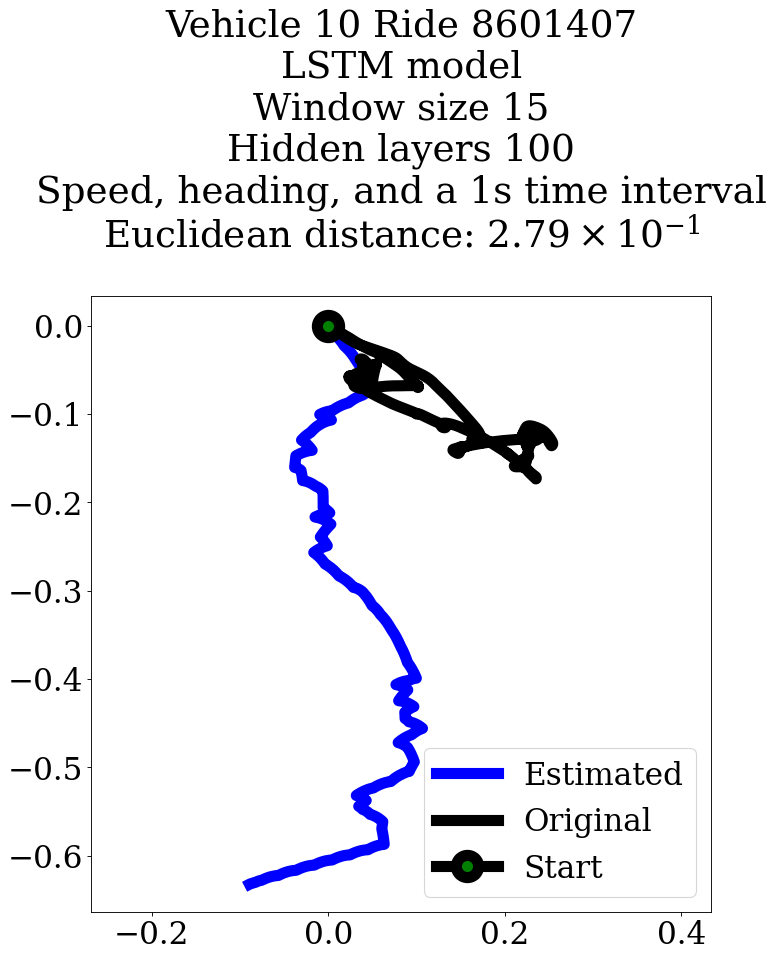 Vehicle 10 Ride 8601407
LSTM model
Window size 15
Hidden layers 100
Speed, heading, and a 1s time interval
Euclidean distance: 2.79 × 10⁻¹
0.0
−0.1
−0.2
−0.3
−0.4
−0.5
−0.6
Estimated
Original
Start
−0.2 0.0 0.2 0.4